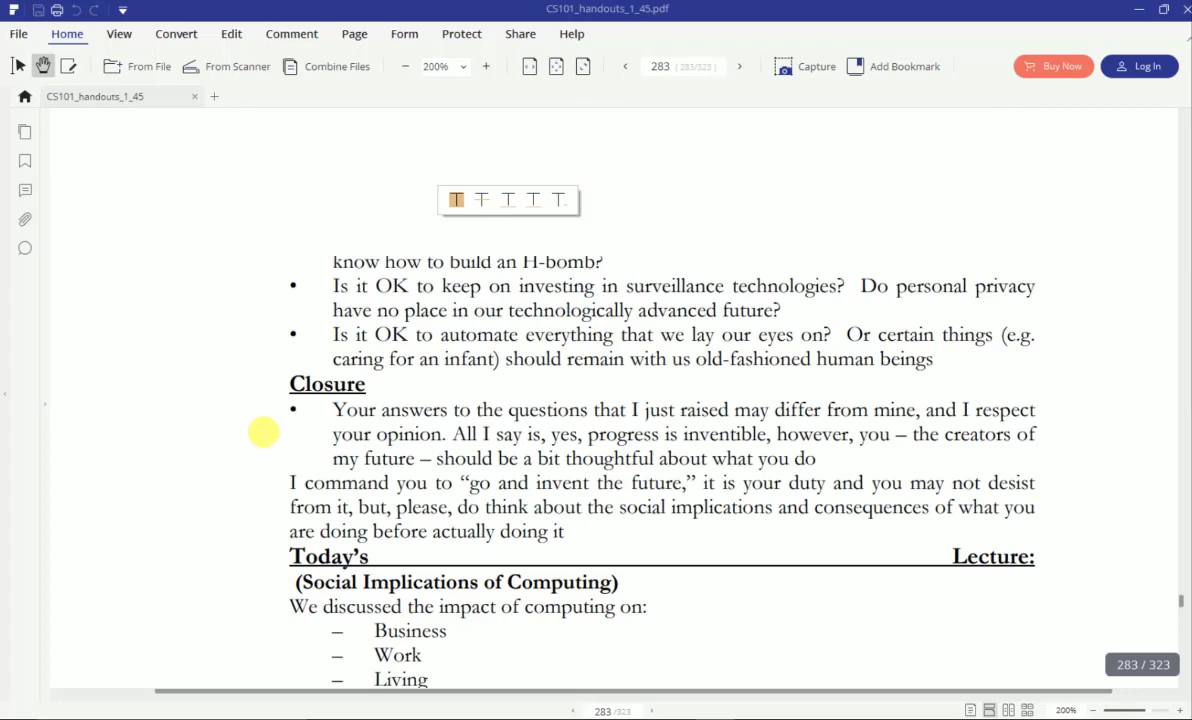 CS101_handouts_1_45.pdf
File Home View Convert Edit Comment Page Form Protect Share Help
From File From Scanner Combine Files 200% 283 (283/323) Capture Add Bookmark Buy Now Log In
CS101_handouts_1_45
know how to build an H-bomb?
• Is it OK to keep on investing in surveillance technologies? Do personal privacy
have no place in our technologically advanced future?
• Is it OK to automate everything that we lay our eyes on? Or certain things (e.g.
caring for an infant) should remain with us old-fashioned human beings
Closure
• Your answers to the questions that I just raised may differ from mine, and I respect
your opinion. All I say is, yes, progress is inventible, however, you – the creators of
my future – should be a bit thoughtful about what you do
I command you to “go and invent the future,” it is your duty and you may not desist
from it, but, please, do think about the social implications and consequences of what you
are doing before actually doing it
Today’s Lecture:
(Social Implications of Computing)
We discussed the impact of computing on:
– Business
– Work
– Living
283 / 323
283 /323 200%